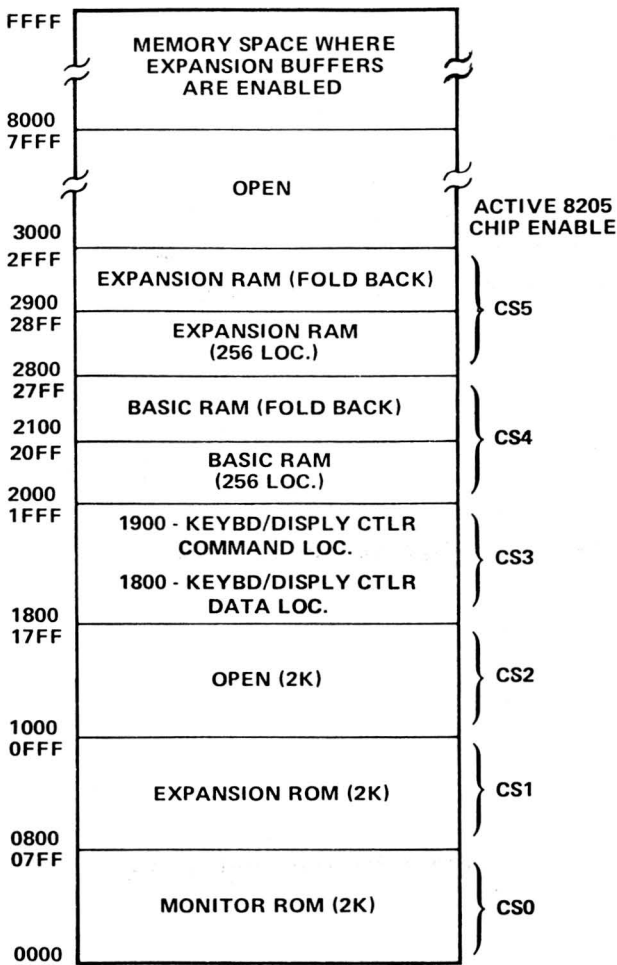 FFFF
MEMORY SPACE WHERE
EXPANSION BUFFERS
ARE ENABLED
8000
7FFF
OPEN
ACTIVE 8205
CHIP ENABLE
3000
2FFF
EXPANSION RAM (FOLD BACK)
CS5
2900
28FF
EXPANSION RAM
(256 LOC.)
2800
27FF
BASIC RAM (FOLD BACK)
CS4
2100
20FF
BASIC RAM
(256 LOC.)
2000
1FFF
1900 - KEYBD/DISPLY CTLR
COMMAND LOC.
CS3
1800 - KEYBD/DISPLY CTLR
DATA LOC.
1800
17FF
OPEN (2K)
CS2
1000
0FFF
EXPANSION ROM (2K)
CS1
0800
07FF
MONITOR ROM (2K)
CS0
0000